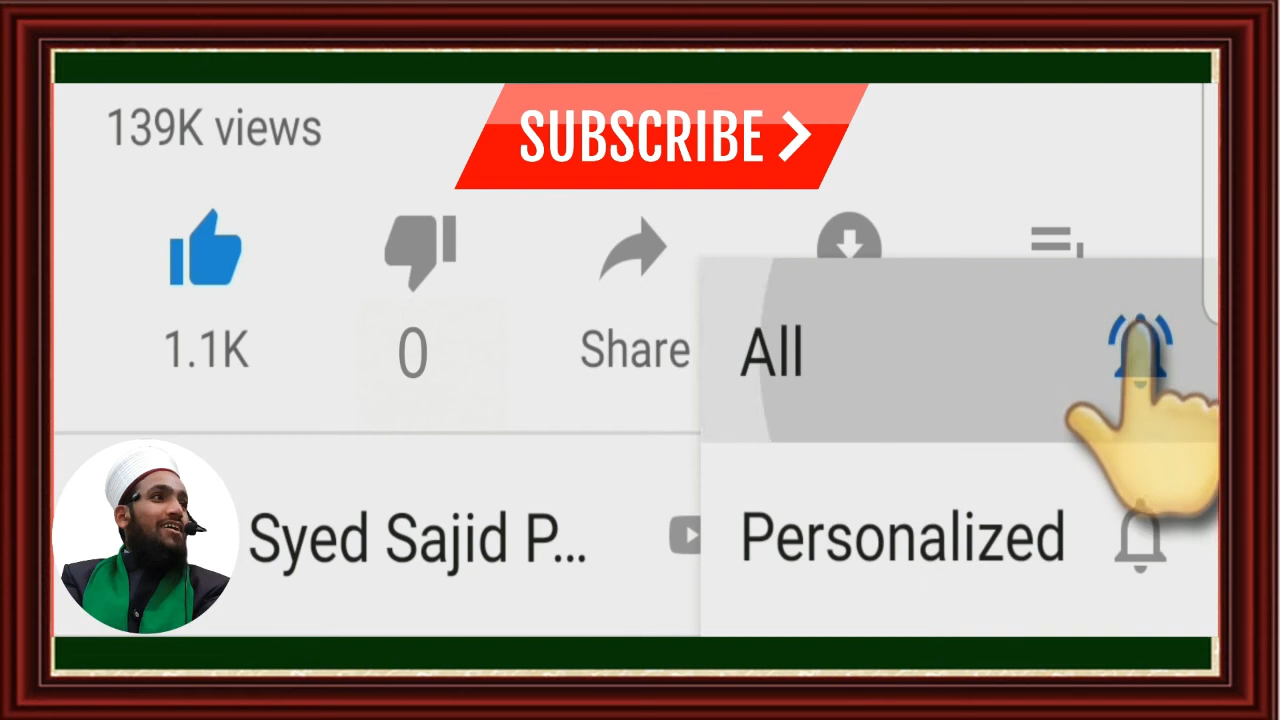 139K views
SUBSCRIBE
1.1K
0
Share
All
Syed Sajid P...
Personalized